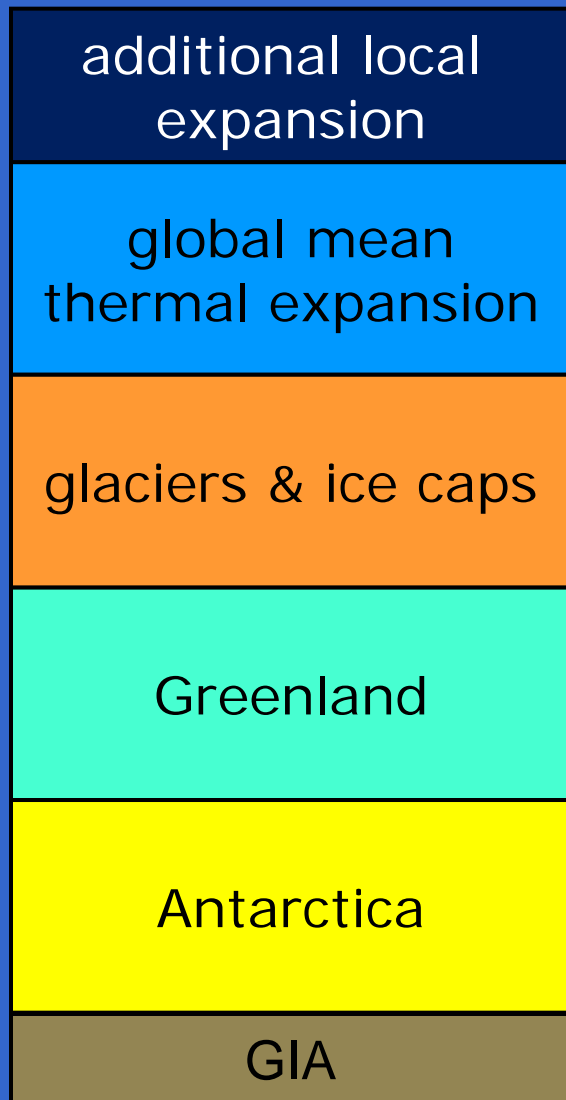 additional local
expansion
global mean
thermal expansion
glaciers & ice caps
Greenland
Antarctica
GIA